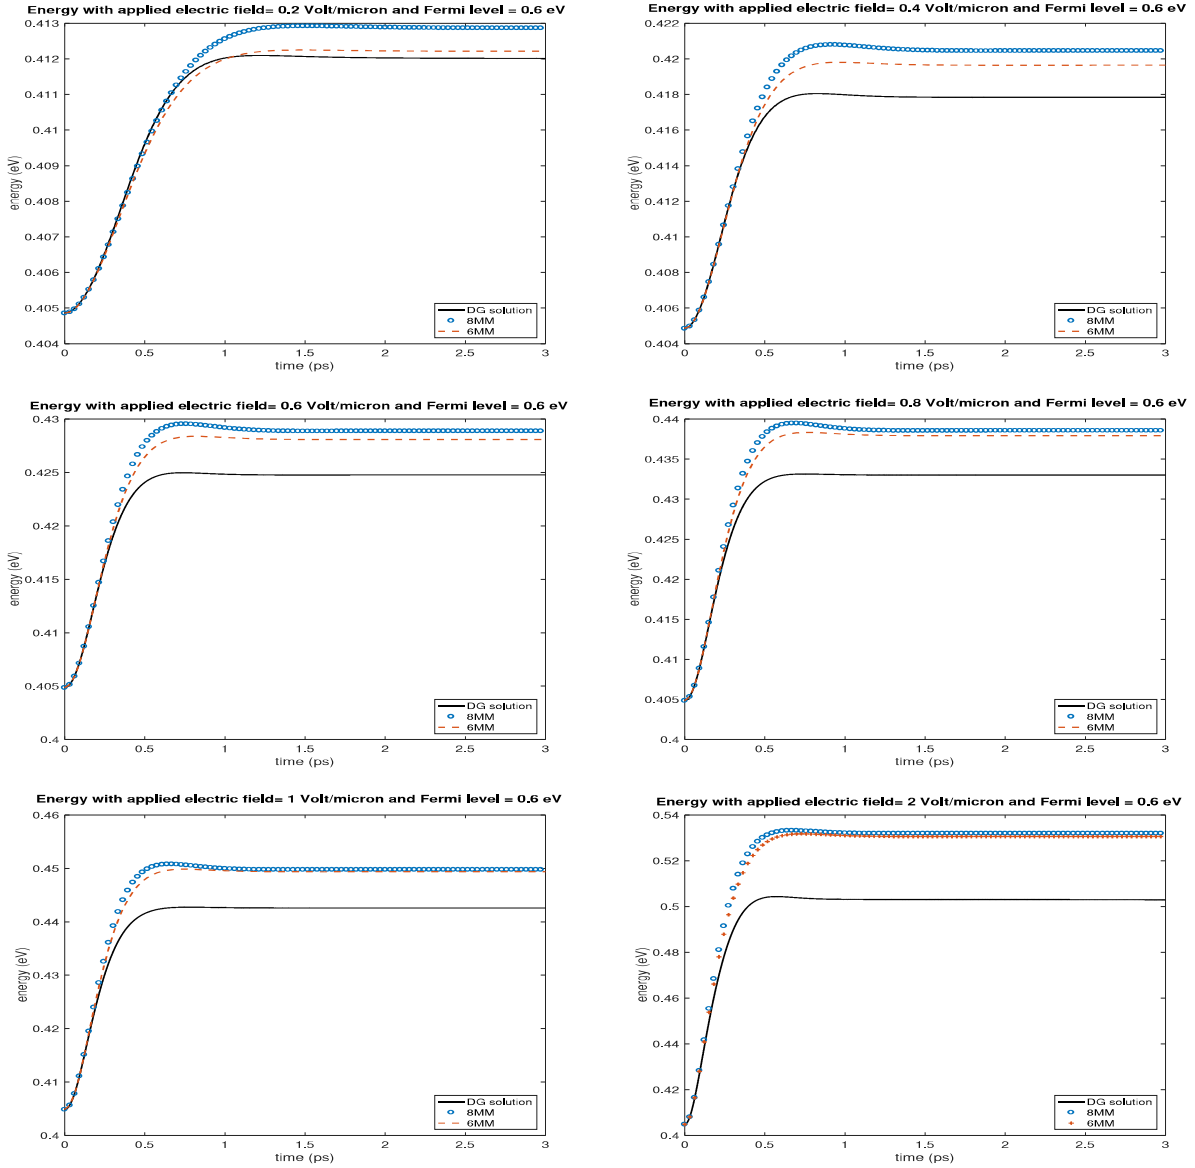 Energy with applied electric field= 0.2 Volt/micron and Fermi level = 0.6 eV
0.413
0.412
0.411
0.41
0.409
0.408
0.407
0.406
0.405
0.404
energy (eV)
0 0.5 1 1.5 2 2.5 3
time (ps)
DG solution
8MM
6MM
Energy with applied electric field= 0.4 Volt/micron and Fermi level = 0.6 eV
0.422
0.42
0.418
0.416
0.414
0.412
0.41
0.408
0.406
0.404
energy (eV)
0 0.5 1 1.5 2 2.5 3
time (ps)
DG solution
8MM
6MM
Energy with applied electric field= 0.6 Volt/micron and Fermi level = 0.6 eV
0.43
0.425
0.42
0.415
0.41
0.405
0.4
energy (eV)
0 0.5 1 1.5 2 2.5 3
time (ps)
DG solution
8MM
6MM
Energy with applied electric field= 0.8 Volt/micron and Fermi level = 0.6 eV
0.44
0.435
0.43
0.425
0.42
0.415
0.41
0.405
0.4
energy (eV)
0 0.5 1 1.5 2 2.5 3
time (ps)
DG solution
8MM
6MM
Energy with applied electric field= 1 Volt/micron and Fermi level = 0.6 eV
0.46
0.45
0.44
0.43
0.42
0.41
0.4
energy (eV)
0 0.5 1 1.5 2 2.5 3
time (ps)
DG solution
8MM
6MM
Energy with applied electric field= 2 Volt/micron and Fermi level = 0.6 eV
0.54
0.52
0.5
0.48
0.46
0.44
0.42
0.4
energy (eV)
0 0.5 1 1.5 2 2.5 3
time (ps)
DG solution
8MM
6MM